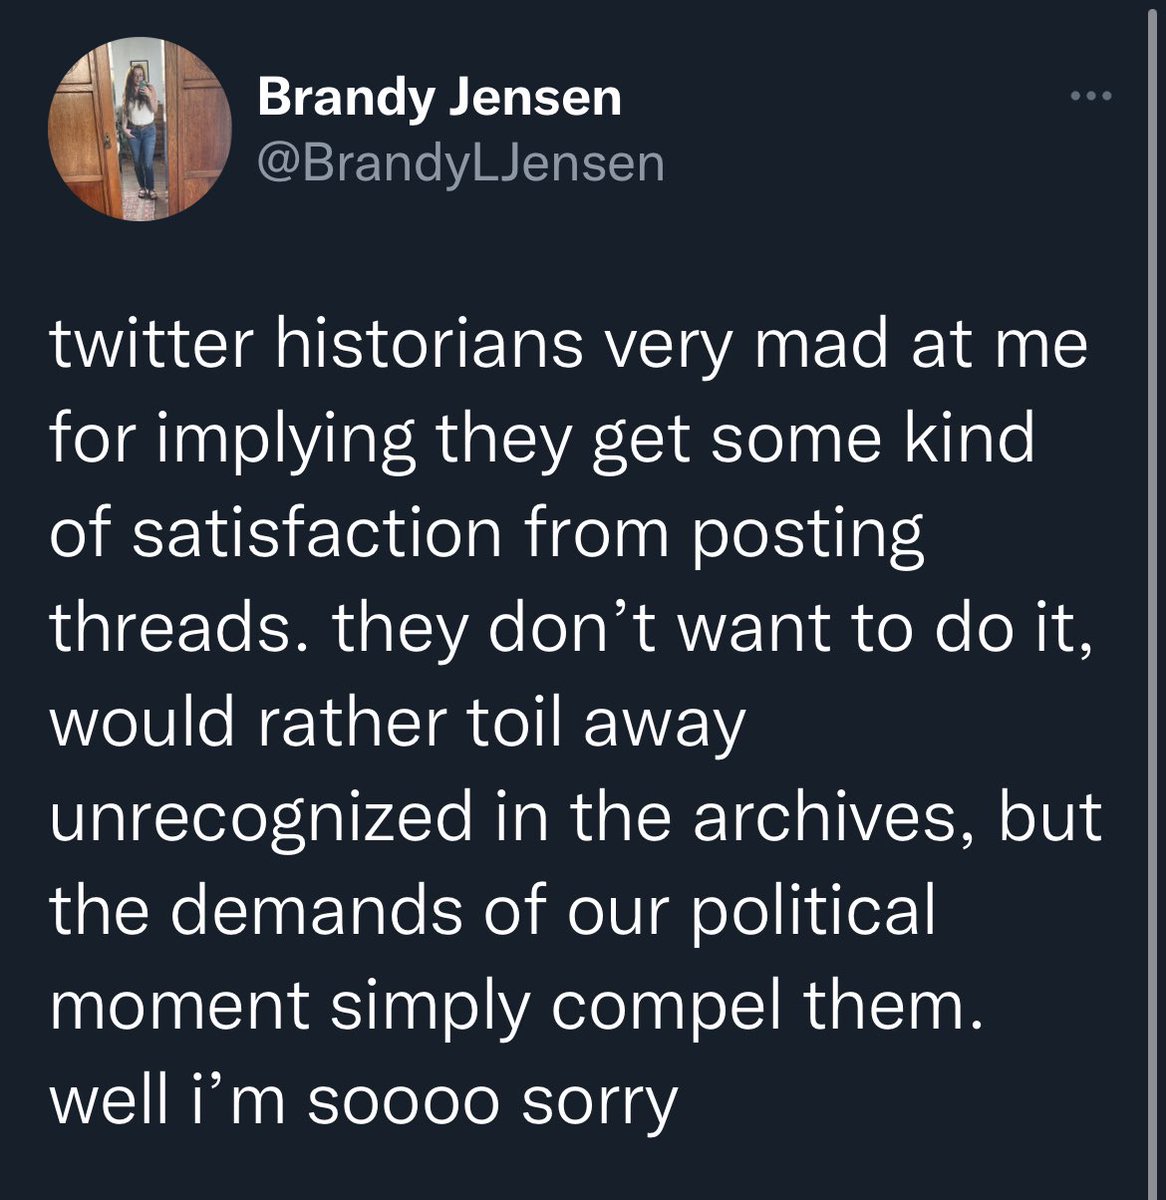 Brandy Jensen
@BrandyLJensen
twitter historians very mad at me
for implying they get some kind
of satisfaction from posting
threads. they don’t want to do it,
would rather toil away
unrecognized in the archives, but
the demands of our political
moment simply compel them.
well i’m soooo sorry